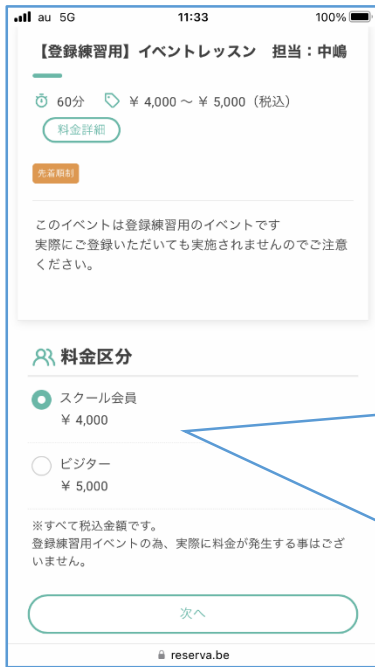 au 5G 11:33 100%
【登録練習用】イベントレッスン 担当：中嶋
60分 ¥ 4,000 ～ ¥ 5,000（税込）
料金詳細
先着順制
このイベントは登録練習用のイベントです
実際にご登録いただいても実施されませんのでご注意
ください。
料金区分
スクール会員
¥ 4,000
ビジター
¥ 5,000
※すべて税込金額です。
登録練習用イベントの為、実際に料金が発生する事はござ
いません。
次へ
reserva.be